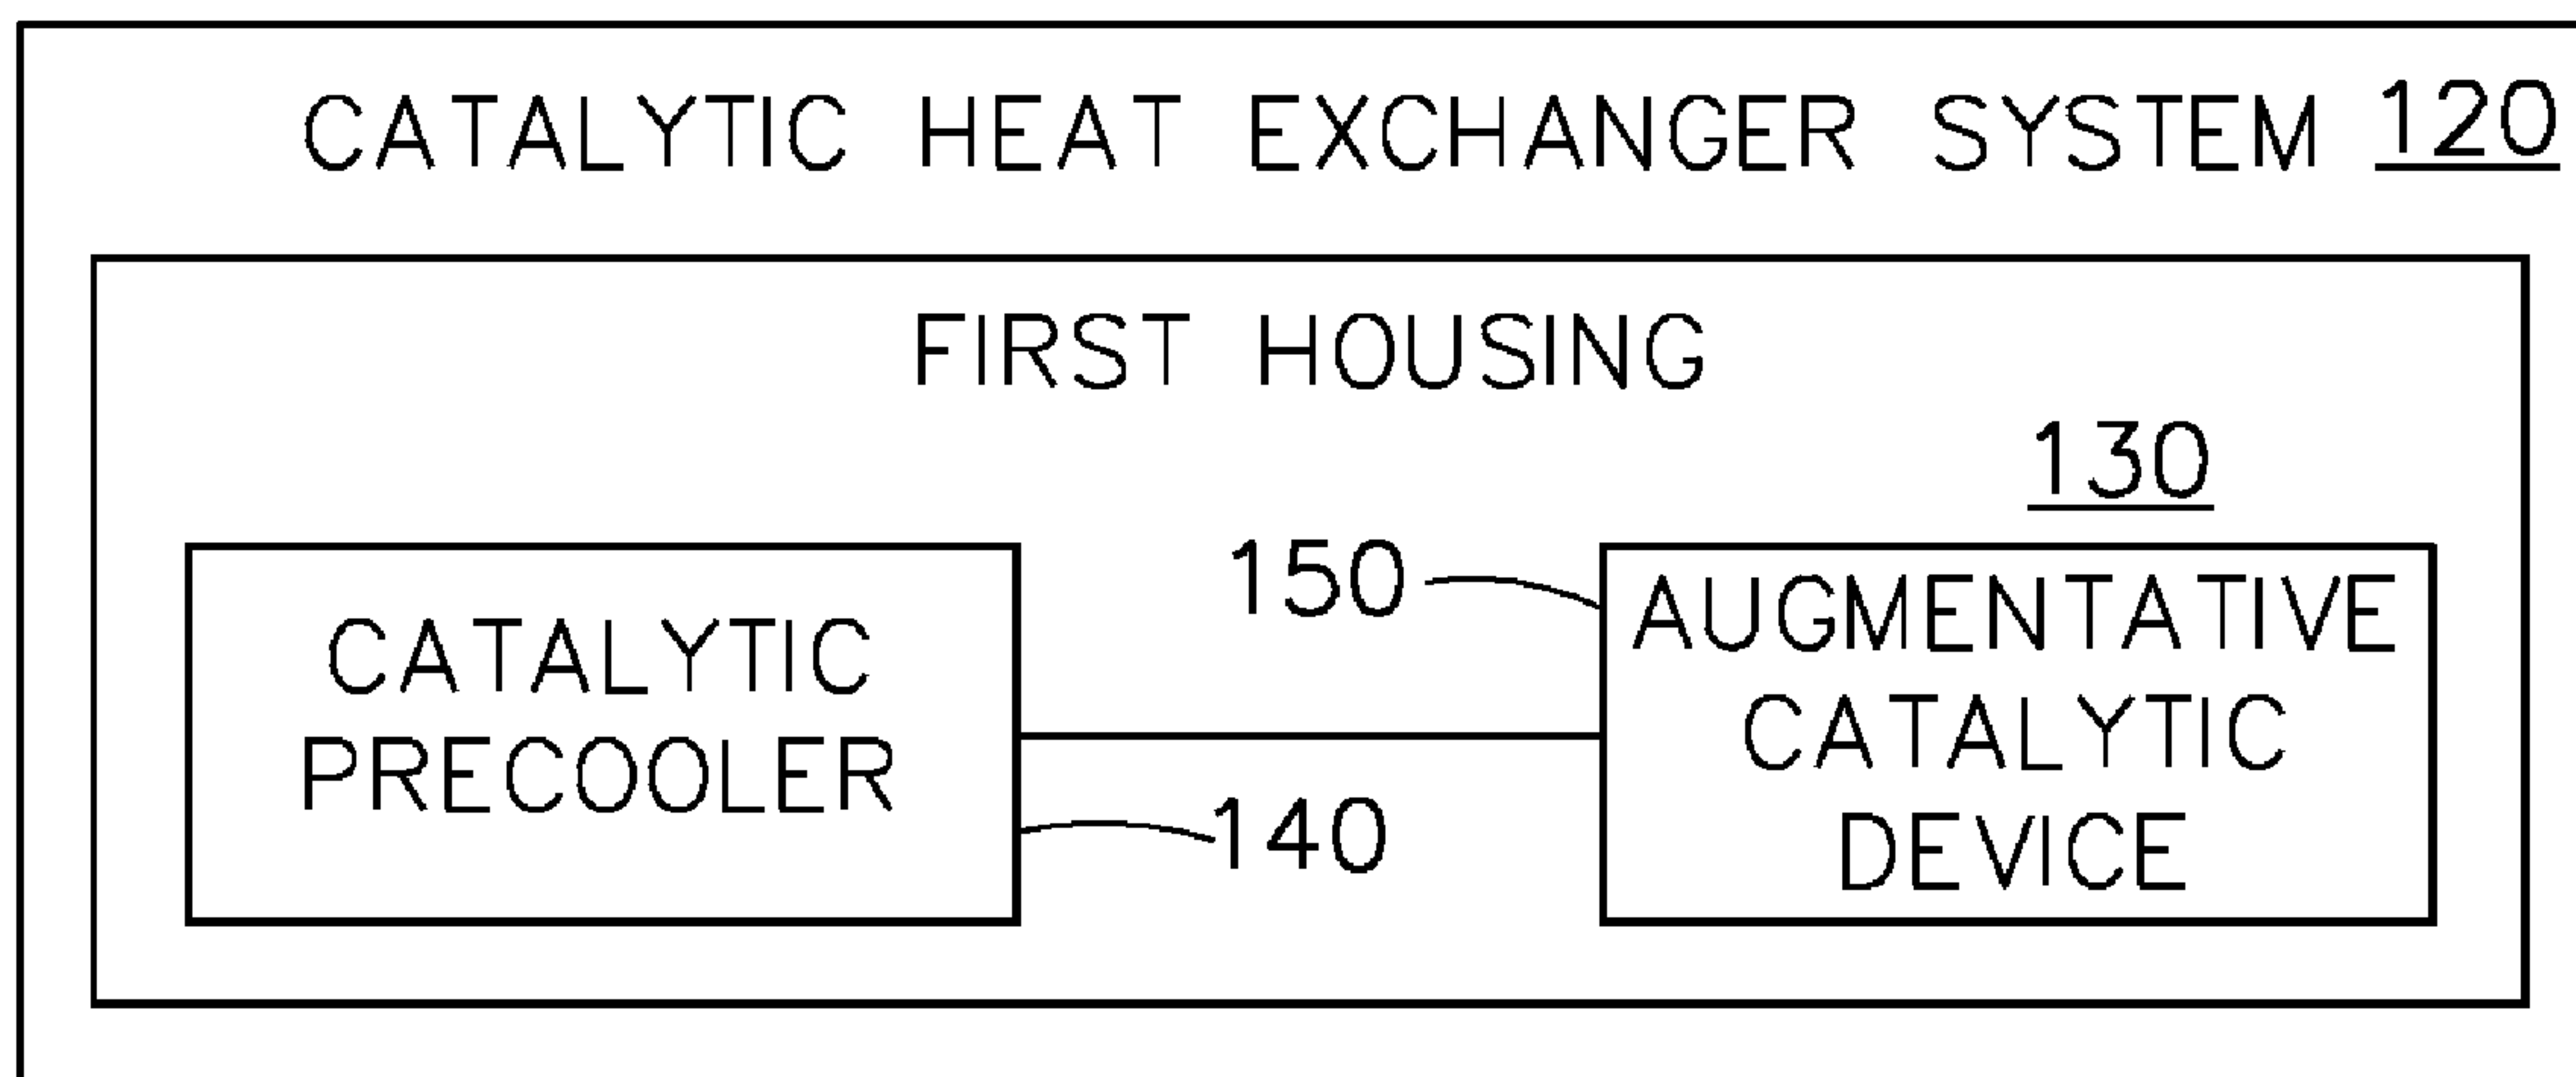 CATALYTIC HEAT EXCHANGER SYSTEM 120
FIRST HOUSING
130
150
CATALYTIC
PRECOOLER
140
AUGMENTATIVE
CATALYTIC
DEVICE